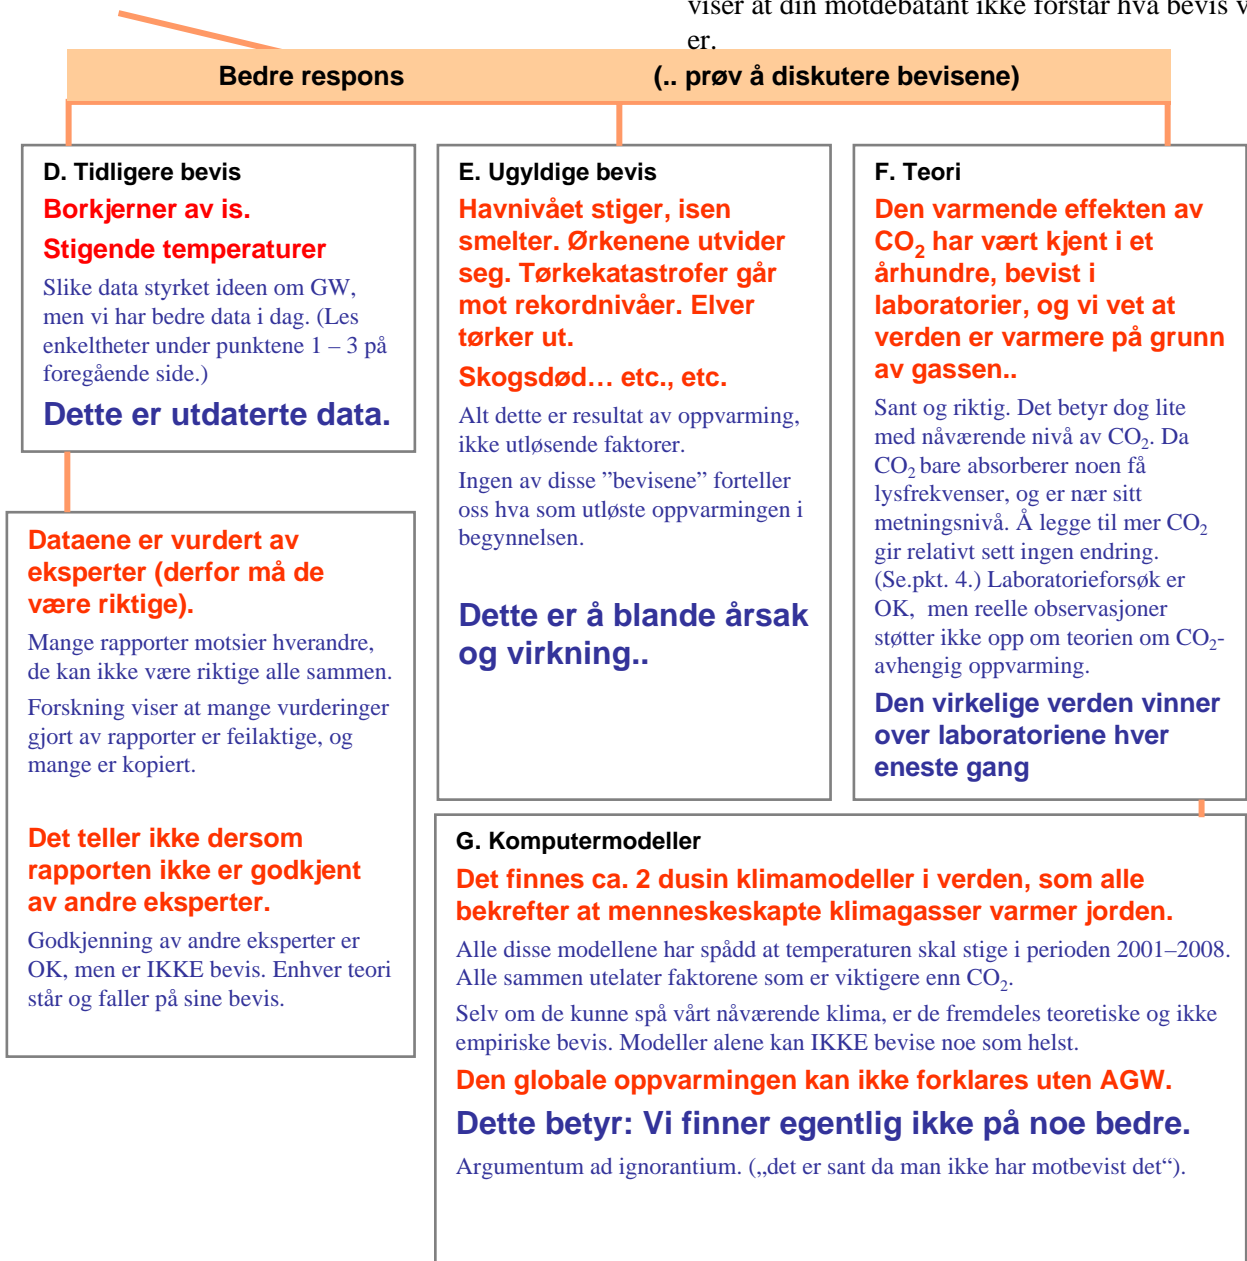 viser at din motdebatant ikke forstår hva bevis
er.
Bedre respons (.. prøv å diskutere bevisene)
D. Tidligere bevis
Borkjerner av is.
Stigende temperaturer
Slike data styrket ideen om GW,
men vi har bedre data i dag. (Les
enkeltheter under punktene 1 – 3 på
foregående side.)
Dette er utdaterte data.
Dataene er vurdert av
eksperter (derfor må de
være riktige).
Mange rapporter motsier hverandre,
de kan ikke være riktige alle sammen.
Forskning viser at mange vurderinger
gjort av rapporter er feilaktige, og
mange er kopiert.
Det teller ikke dersom
rapporten ikke er godkjent
av andre eksperter.
Godkjenning av andre eksperter er
OK, men er IKKE bevis. Enhver teori
står og faller på sine bevis.
E. Ugyldige bevis
Havnivået stiger, isen
smelter. Ørkenene utvider
seg. Tørkekatastrofer går
mot rekordnivåer. Elver
tørker ut.
Skogsdød… etc., etc.
Alt dette er resultat av oppvarming,
ikke utløsende faktorer.
Ingen av disse ”bevisene” forteller
oss hva som utløste oppvarmingen i
begynnelsen.
Dette er å blande årsak
og virkning..
F. Teori
Den varmende effekten av
CO₂ har vært kjent i et
århundre, bevist i
laboratorier, og vi vet at
verden er varmere på grunn
av gassen..
Sant og riktig. Det betyr dog lite
med nåværende nivå av CO₂. Da
CO₂ bare absorberer noen få
lysfrekvenser, og er nær sitt
metningsnivå. Å legge til mer CO₂
gir relativt sett ingen endring.
(Se.pkt. 4.) Laboratorieforsøk er
OK, men reelle observasjoner
støtter ikke opp om teorien om CO₂-
avhengig oppvarming.
Den virkelige verden vinner
over laboratoriene hver
eneste gang
G. Komputermodeller
Det finnes ca. 2 dusin klimamodeller i verden, som alle
bekrefter at menneskeskapte klimagasser varmer jorden.
Alle disse modellene har spådd at temperaturen skal stige i perioden 2001–2008.
Alle sammen utelater faktorene som er viktigere enn CO₂.
Selv om de kunne spå vårt nåværende klima, er de fremdeles teoretiske og ikke
empiriske bevis. Modeller alene kan IKKE bevise noe som helst.
Den globale oppvarmingen kan ikke forklares uten AGW.
Dette betyr: Vi finner egentlig ikke på noe bedre.
Argumentum ad ignorantium. („det er sant da man ikke har motbevist det“).